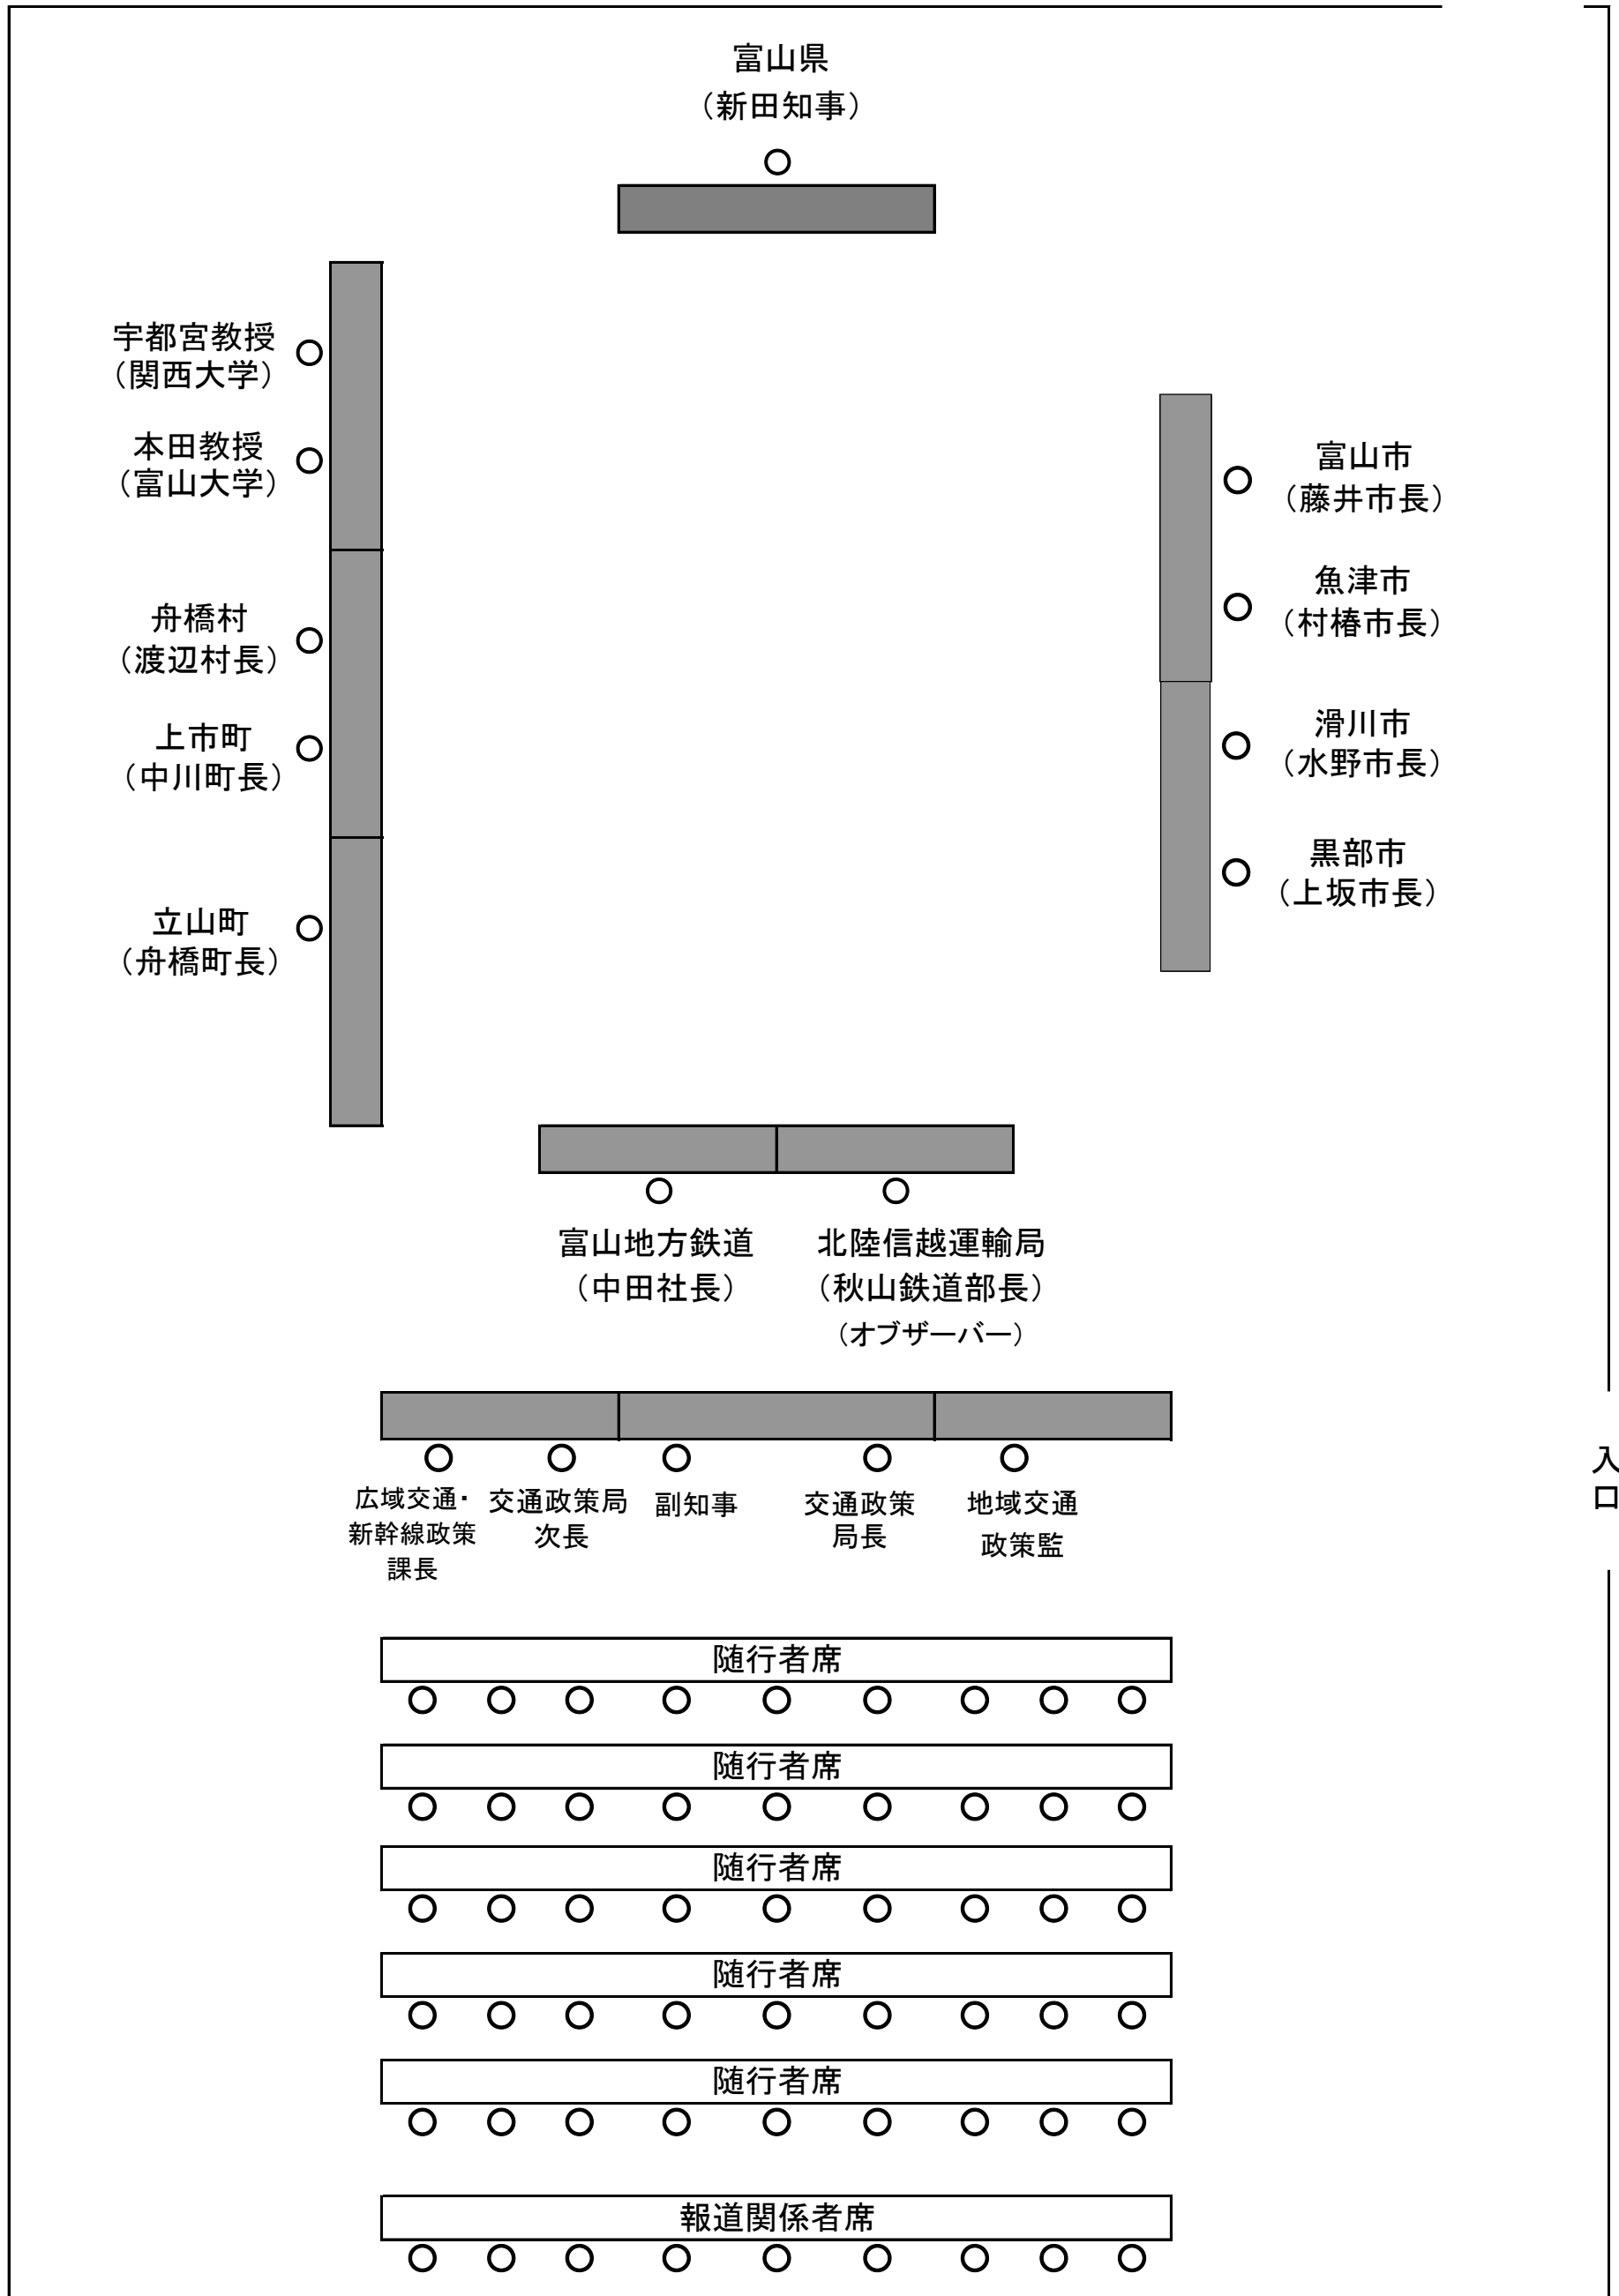 富山県
（新田知事）
宇都宮教授
（関西大学）
本田教授
（富山大学）
舟橋村
（渡辺村長）
上市町
（中川町長）
立山町
（舟橋町長）
富山市
（藤井市長）
魚津市
（村椿市長）
滑川市
（水野市長）
黒部市
（上坂市長）
富山地方鉄道
（中田社長）
北陸信越運輸局
（秋山鉄道部長）
（オブザーバー）
入
口
広域交通・
新幹線政策
課長
交通政策局
次長
副知事
交通政策
局長
地域交通
政策監
随行者席
随行者席
随行者席
随行者席
随行者席
報道関係者席